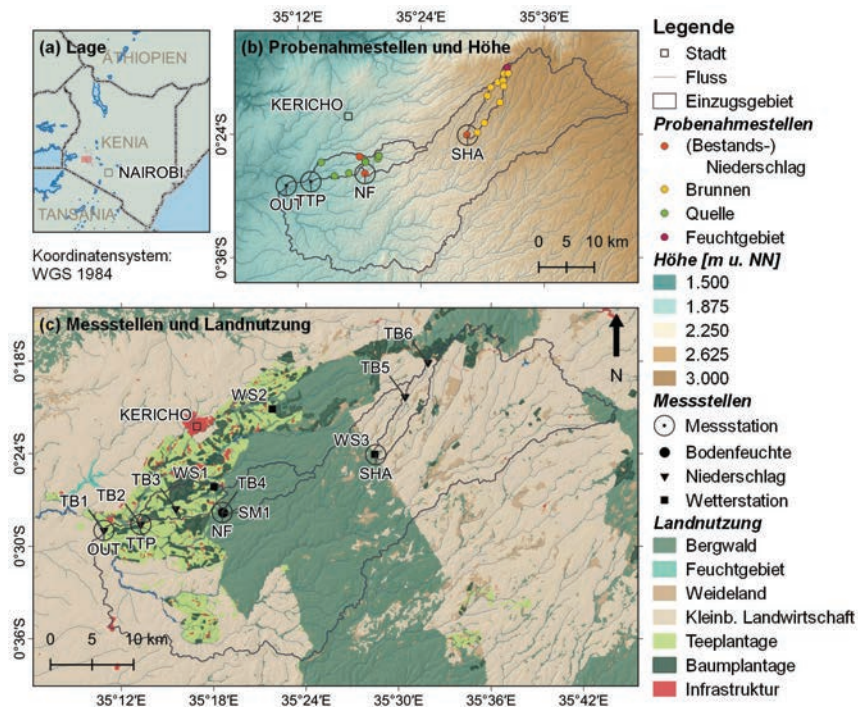 35°12'E
35°24'E
35°36'E
(a) Lage
ÄTHIOPIEN
KENIA
NAIROBI
TANSANIA
Koordinatensystem:
WGS 1984
(b) Probenahmestellen und Höhe
KERICHO
SHA
NF
TTP
OUT
0 5 10 km
0°24'S
0°36'S
(c) Messstellen und Landnutzung
TB6
TB5
WS2
KERICHO
WS3
SHA
WS1
TB3
TB4
TB2
TB1
SM1
NF
TTP
OUT
0 5 10 km
N
0°18'S
0°24'S
0°30'S
0°36'S
35°12'E
35°18'E
35°24'E
35°30'E
35°36'E
35°42'E
Legende
Stadt
Fluss
Einzugsgebiet
Probenahmestellen
(Bestands-)
Niederschlag
Brunnen
Quelle
Feuchtgebiet
Höhe [m u. NN]
1.500
1.875
2.250
2.625
3.000
Messstellen
Messstation
Bodenfeuchte
Niederschlag
Wetterstation
Landnutzung
Bergwald
Feuchtgebiet
Weideland
Kleinb. Landwirtschaft
Teeplantage
Baumplantage
Infrastruktur